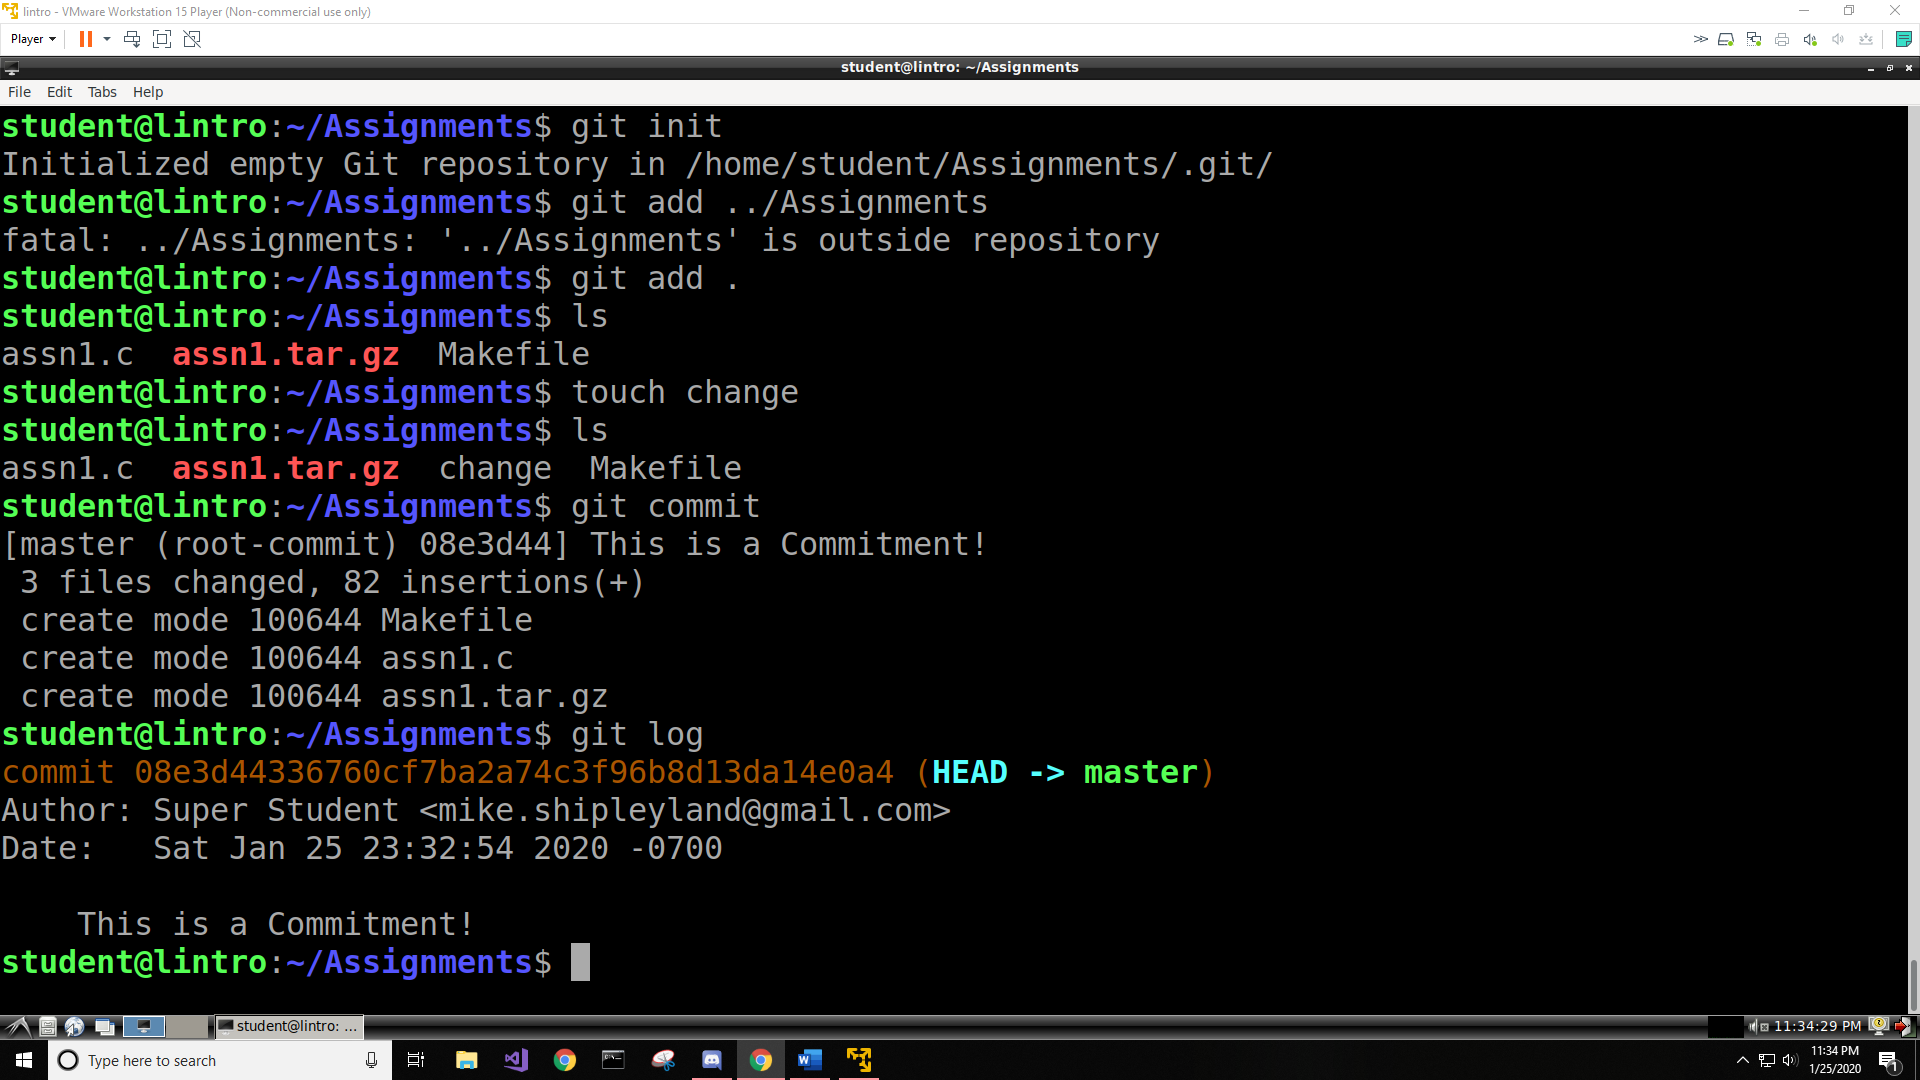 lintro - VMware Workstation 15 Player (Non-commercial use only)
Player
student@lintro: ~/Assignments
File Edit Tabs Help
student@lintro:~/Assignments$ git init
Initialized empty Git repository in /home/student/Assignments/.git/
student@lintro:~/Assignments$ git add ../Assignments
fatal: ../Assignments: '../Assignments' is outside repository
student@lintro:~/Assignments$ git add .
student@lintro:~/Assignments$ ls
assn1.c  assn1.tar.gz  Makefile
student@lintro:~/Assignments$ touch change
student@lintro:~/Assignments$ ls
assn1.c  assn1.tar.gz  change  Makefile
student@lintro:~/Assignments$ git commit
[master (root-commit) 08e3d44] This is a Commitment!
 3 files changed, 82 insertions(+)
 create mode 100644 Makefile
 create mode 100644 assn1.c
 create mode 100644 assn1.tar.gz
student@lintro:~/Assignments$ git log
commit 08e3d44336760cf7ba2a74c3f96b8d13da14e0a4 (HEAD -> master)
Author: Super Student <mike.shipleyland@gmail.com>
Date:   Sat Jan 25 23:32:54 2020 -0700

    This is a Commitment!
student@lintro:~/Assignments$
student@lintro: ...
11:34:29 PM
Type here to search
11:34 PM
1/25/2020
1